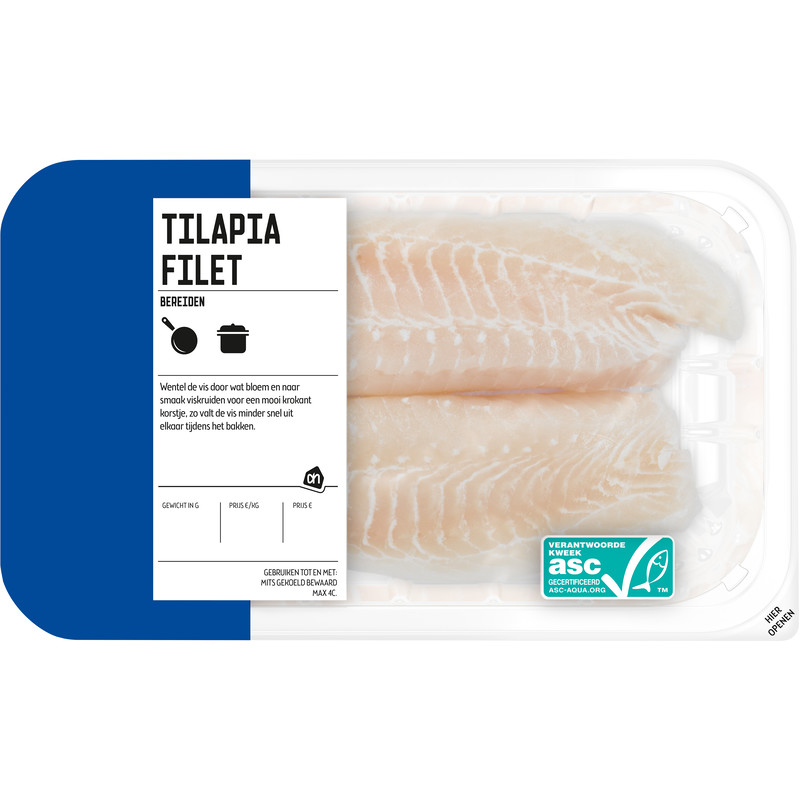 TILAPIA
FILET
BEREIDEN
Wentel de vis door wat bloem en naar
smaak viskruiden voor een mooi krokant
korstje, zo valt de vis minder snel uit
elkaar tijdens het bakken.
ah
GEWICHT IN G
PRIJS €/KG
PRIJS €
GEBRUIKEN TOT EN MET:
MITS GEKOELD BEWAARD
MAX 4C.
VERANTWOORDE
KWEEK
asc
GECERTIFICEERD
ASC-AQUA.ORG
TM
HIER
OPENEN